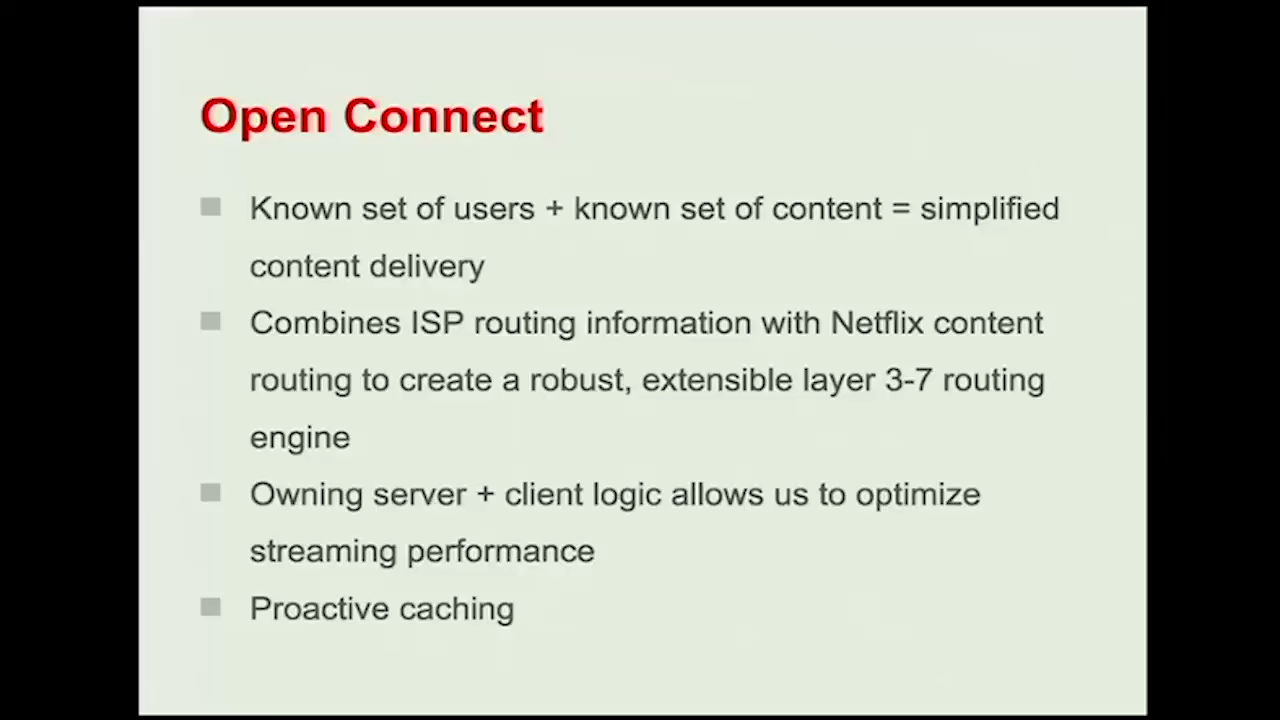 Open Connect
Known set of users + known set of content = simplified
content delivery
Combines ISP routing information with Netflix content
routing to create a robust, extensible layer 3-7 routing
engine
Owning server + client logic allows us to optimize
streaming performance
Proactive caching